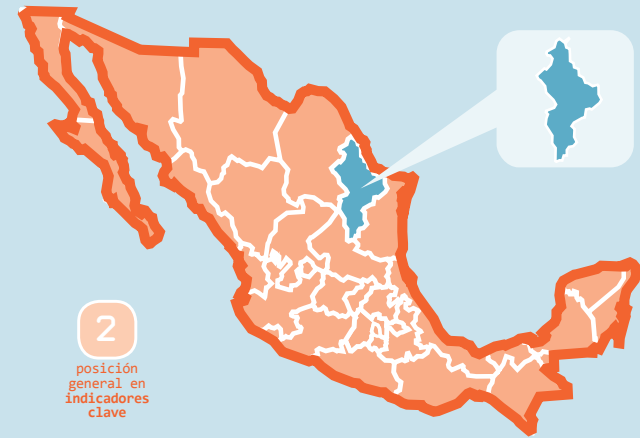 2
posición
general en
indicadores
clave